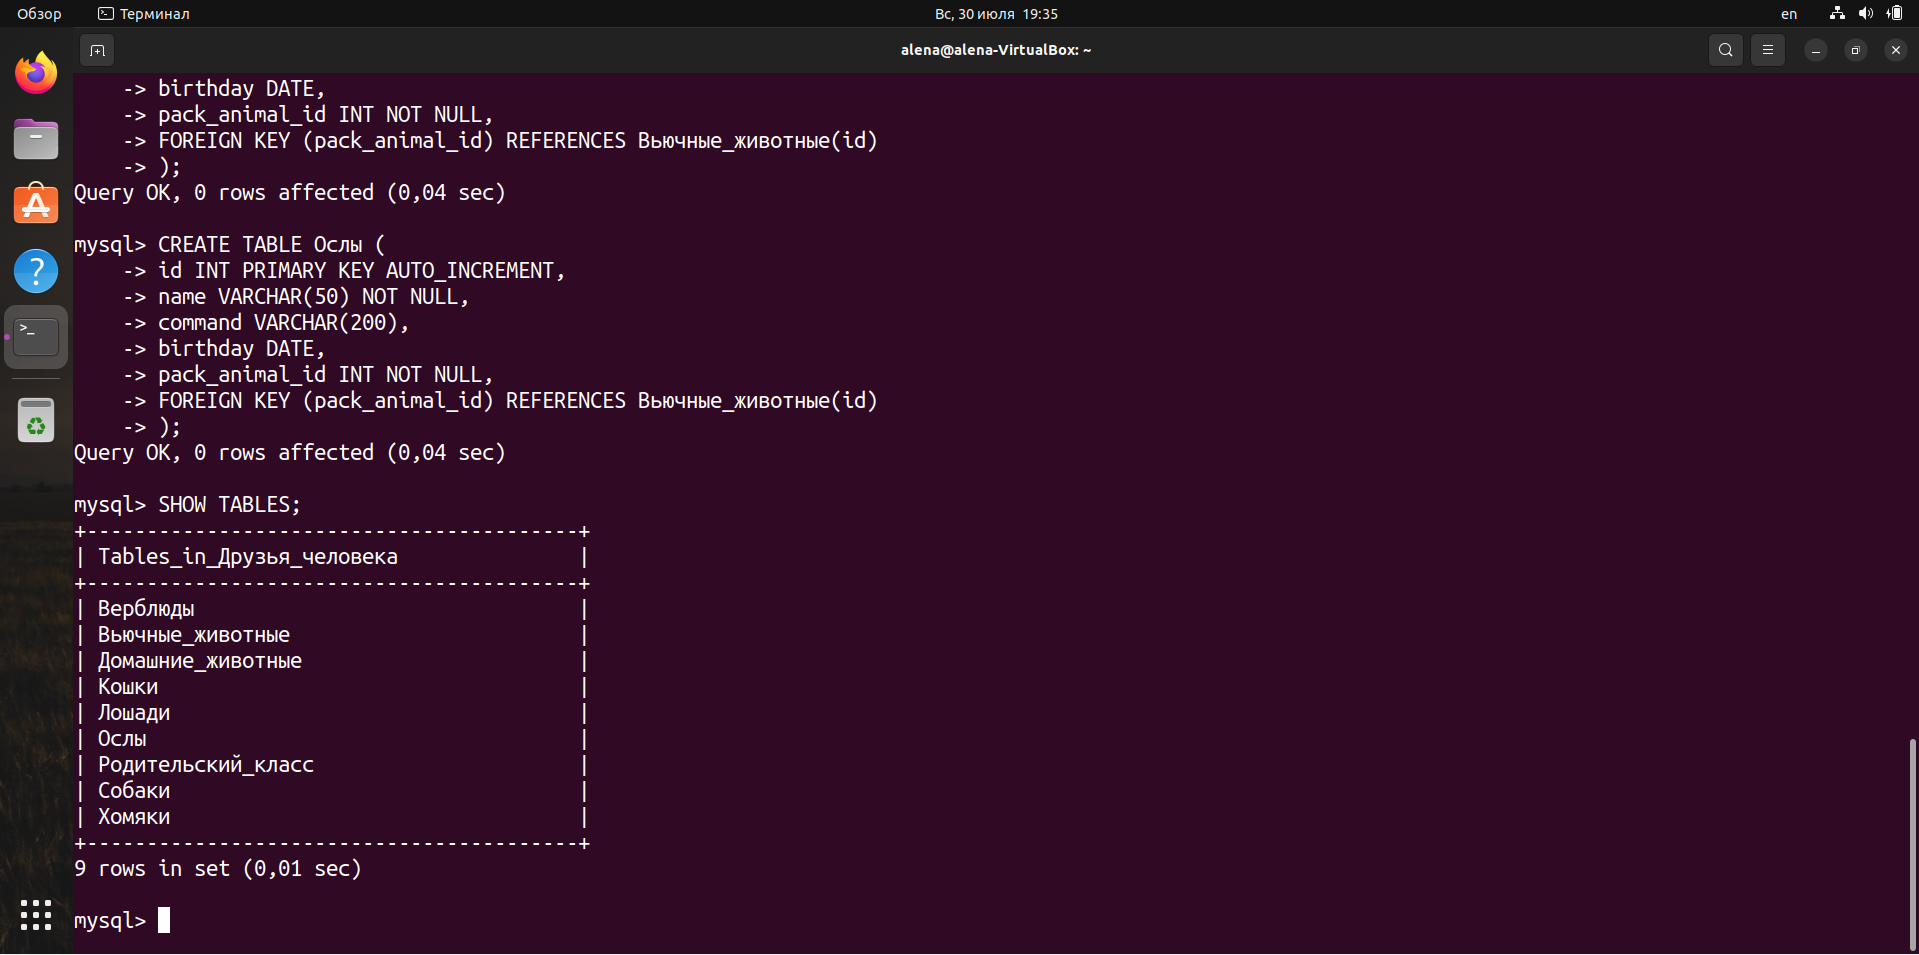 Обзор Терминал Вс, 30 июля 19:35 en
alena@alena-VirtualBox: ~
-> birthday DATE,
-> pack_animal_id INT NOT NULL,
-> FOREIGN KEY (pack_animal_id) REFERENCES Вьючные_животные(id)
-> );
Query OK, 0 rows affected (0,04 sec)
mysql> CREATE TABLE Ослы (
-> id INT PRIMARY KEY AUTO_INCREMENT,
-> name VARCHAR(50) NOT NULL,
-> command VARCHAR(200),
-> birthday DATE,
-> pack_animal_id INT NOT NULL,
-> FOREIGN KEY (pack_animal_id) REFERENCES Вьючные_животные(id)
-> );
Query OK, 0 rows affected (0,04 sec)
mysql> SHOW TABLES;
+-----------------------------------------+
| Tables_in_Друзья_человека |
+-----------------------------------------+
| Верблюды |
| Вьючные_животные |
| Домашние_животные |
| Кошки |
| Лошади |
| Ослы |
| Родительский_класс |
| Собаки |
| Хомяки |
+-----------------------------------------+
9 rows in set (0,01 sec)
mysql>